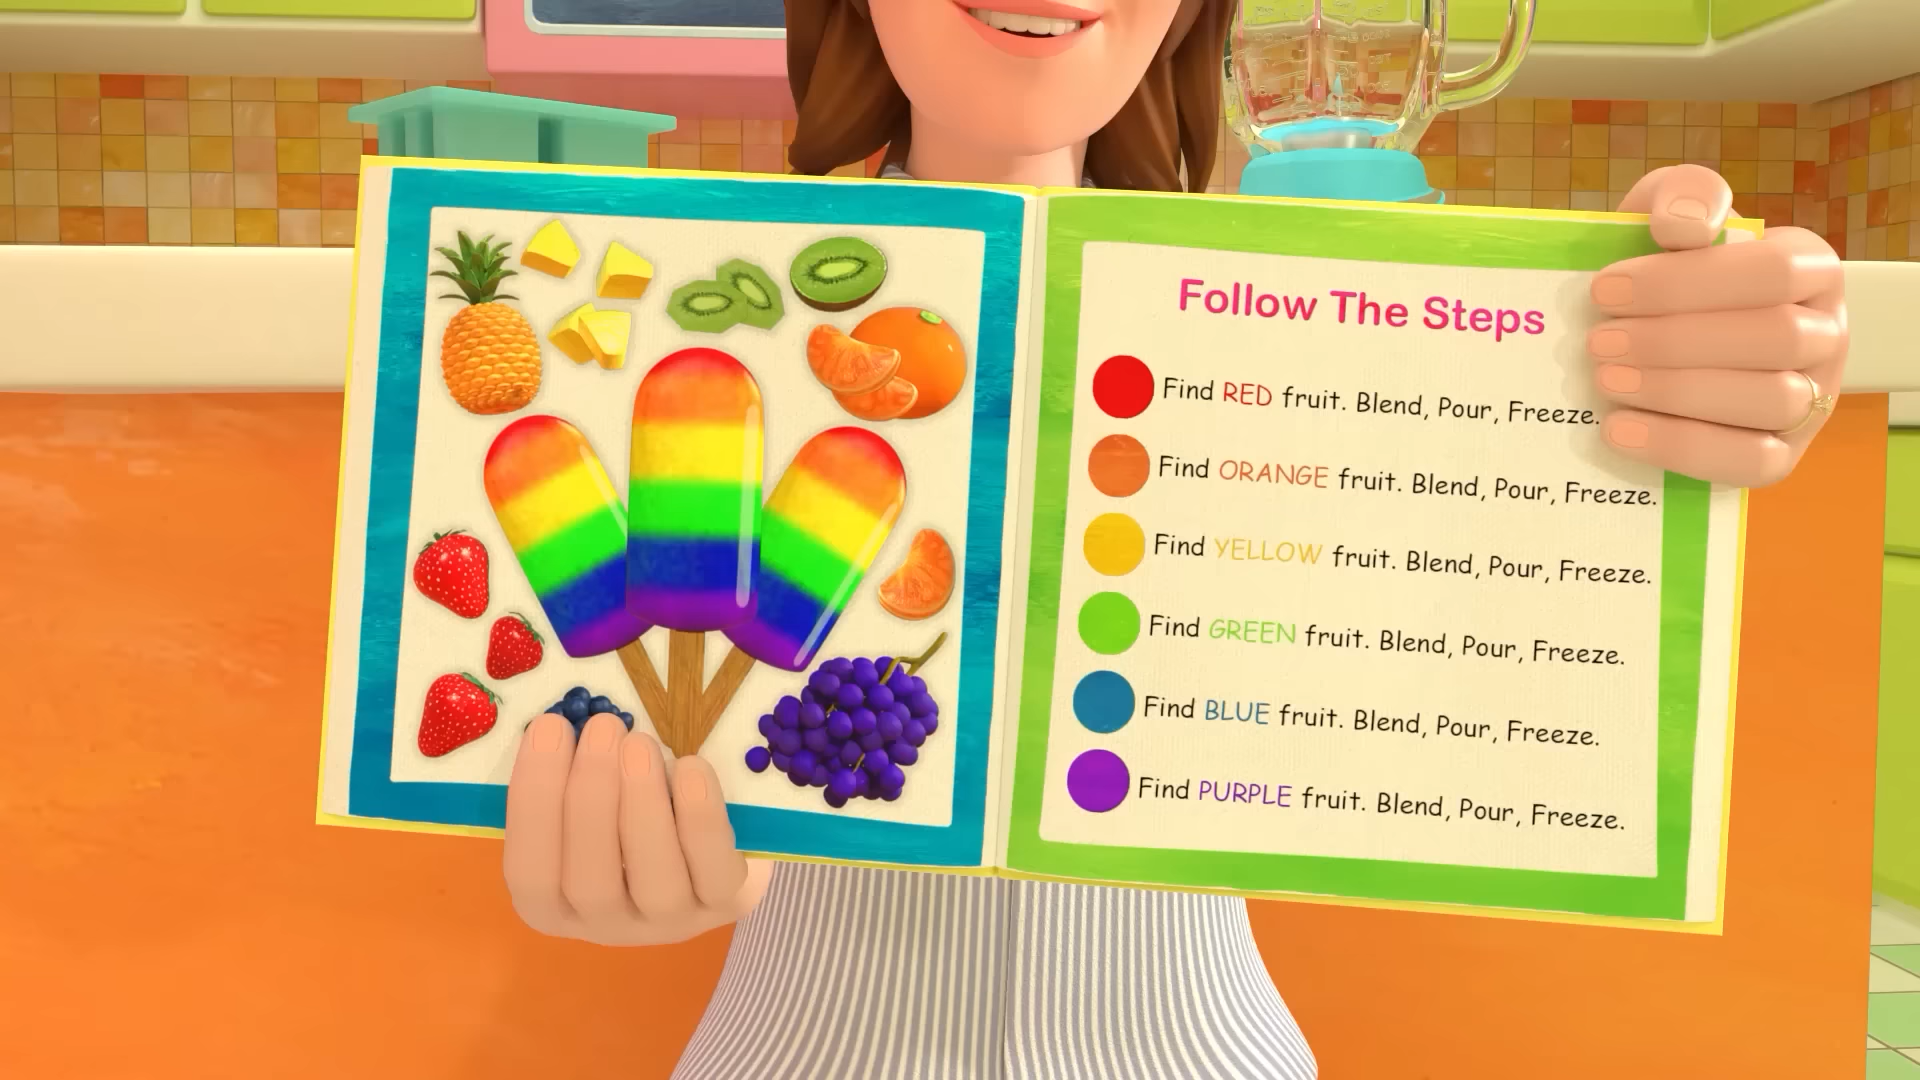 Follow The Steps
Find RED fruit. Blend, Pour, Freeze.
Find ORANGE fruit. Blend, Pour, Freeze.
Find YELLOW fruit. Blend, Pour, Freeze.
Find GREEN fruit. Blend, Pour, Freeze.
Find BLUE fruit. Blend, Pour, Freeze.
Find PURPLE fruit. Blend, Pour, Freeze.